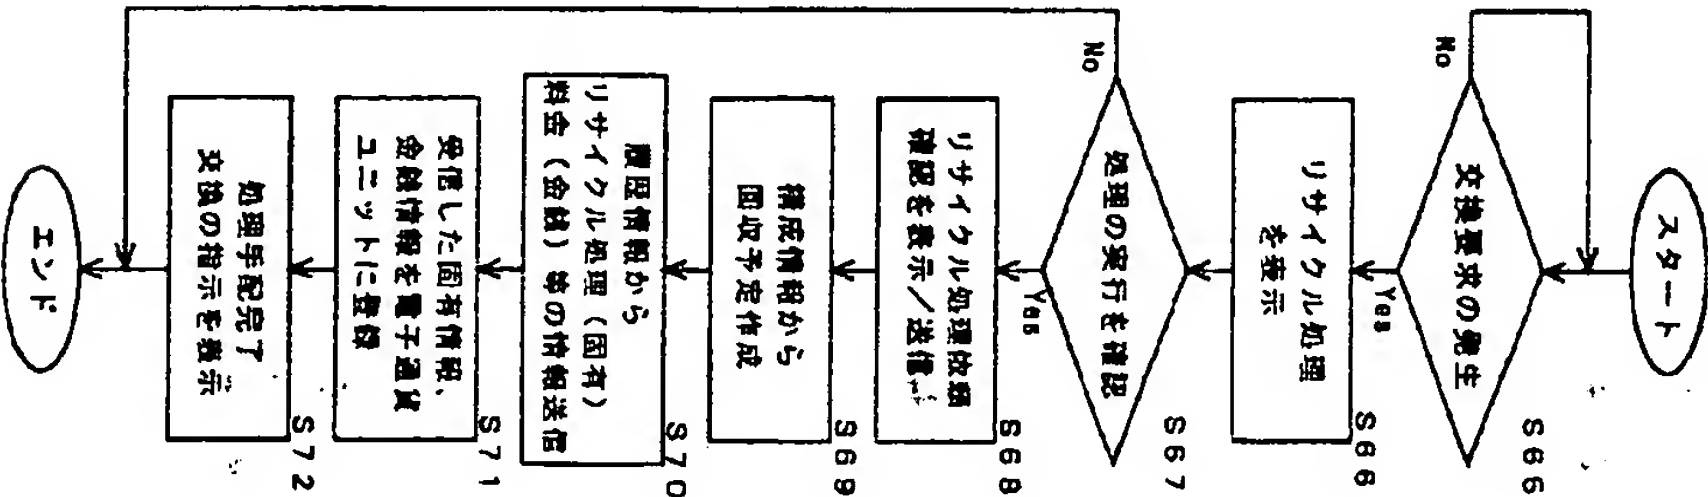 スタート
交換要求の発生
S65
No
Yes
リサイクル処理
を表示
S66
処理の実行を確認
S67
No
Yes
リサイクル処理依頼
確認を表示/送信
S68
構成情報から
回収予定作成
S69
履歴情報から
リサイクル処理(固有)
料金(金銭)等の情報送信
S70
受信した固有情報、
金銭情報を電子通貨
ユニットに登録
S71
処理手配完了
交換の指示を表示
S72
エンド